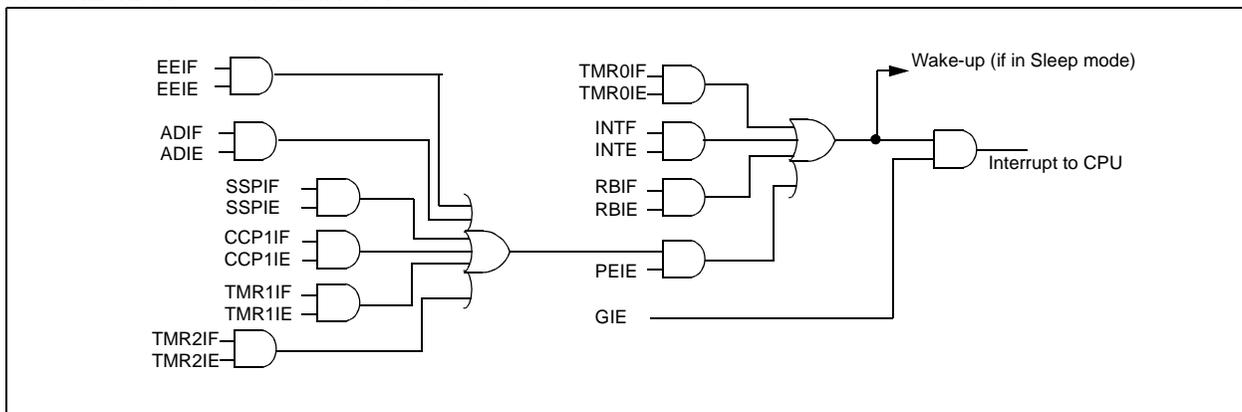 EEIF
EEIE
ADIF
ADIE
SSPIF
SSPIE
CCP1IF
CCP1IE
TMR1IF
TMR1IE
TMR2IF
TMR2IE
TMR0IF
TMR0IE
INTF
INTE
RBIF
RBIE
PEIE
GIE
Wake-up (if in Sleep mode)
Interrupt to CPU